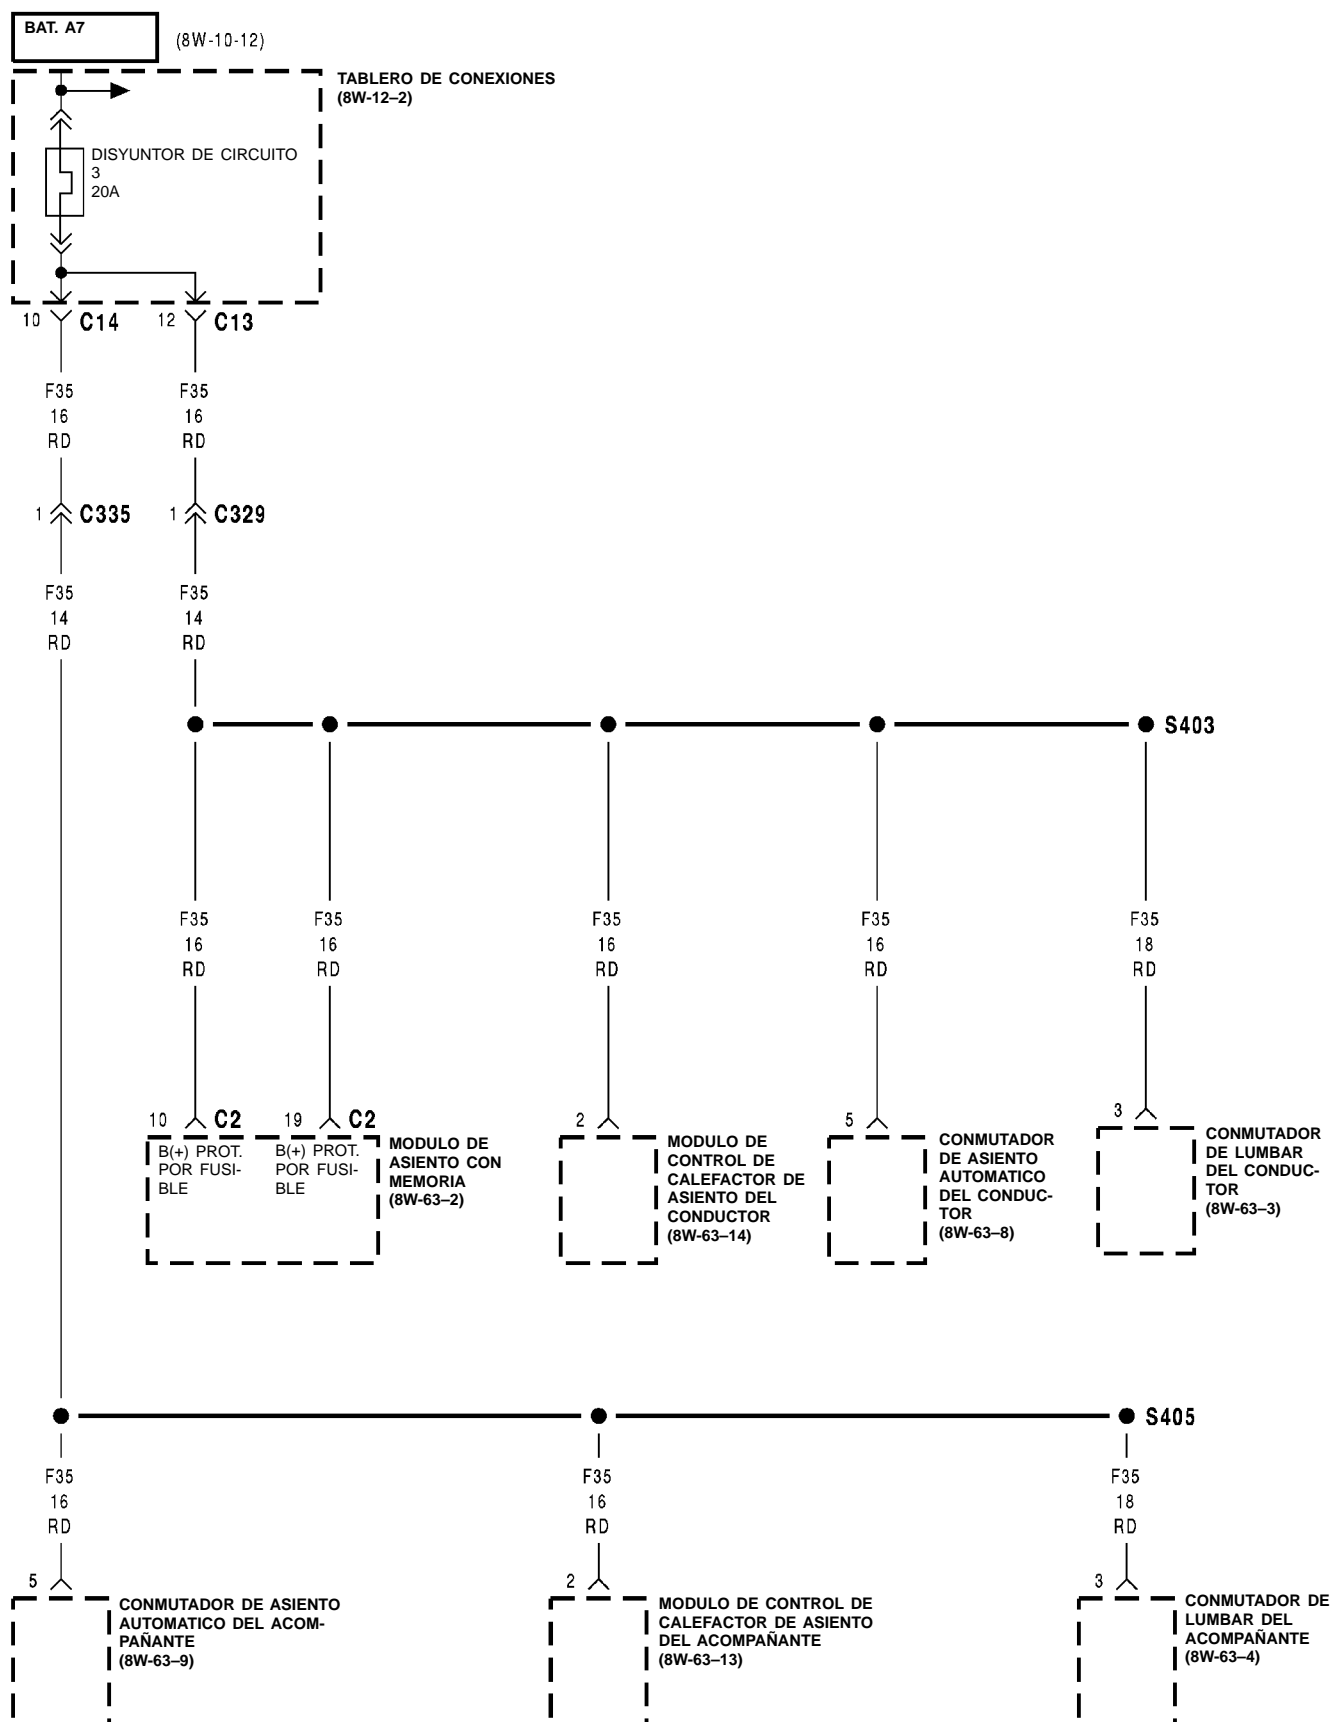 BAT. A7
(8W-10-12)
TABLERO DE CONEXIONES
(8W-12–2)
DISYUNTOR DE CIRCUITO
3
20A
10 C14 12 C13
F35 F35
16 16
RD RD
1 C335 1 C329
F35 F35
14 14
RD RD
S403
F35 F35 F35 F35 F35
16 16 16 16 18
RD RD RD RD RD
10 C2 19 C2 2 5 3
B(+) PROT.
POR FUSI-
BLE
B(+) PROT.
POR FUSI-
BLE
MODULO DE
ASIENTO CON
MEMORIA
(8W-63–2)
MODULO DE
CONTROL DE
CALEFACTOR DE
ASIENTO DEL
CONDUCTOR
(8W-63–14)
CONMUTADOR
DE ASIENTO
AUTOMATICO
DEL CONDUC-
TOR
(8W-63–8)
CONMUTADOR
DE LUMBAR
DEL CONDUC-
TOR
(8W-63–3)
S405
F35 F35 F35
16 16 18
RD RD RD
5 2 3
CONMUTADOR DE ASIENTO
AUTOMATICO DEL ACOM-
PAÑANTE
(8W-63–9)
MODULO DE CONTROL DE
CALEFACTOR DE ASIENTO
DEL ACOMPAÑANTE
(8W-63–13)
CONMUTADOR DE
LUMBAR DEL
ACOMPAÑANTE
(8W-63–4)